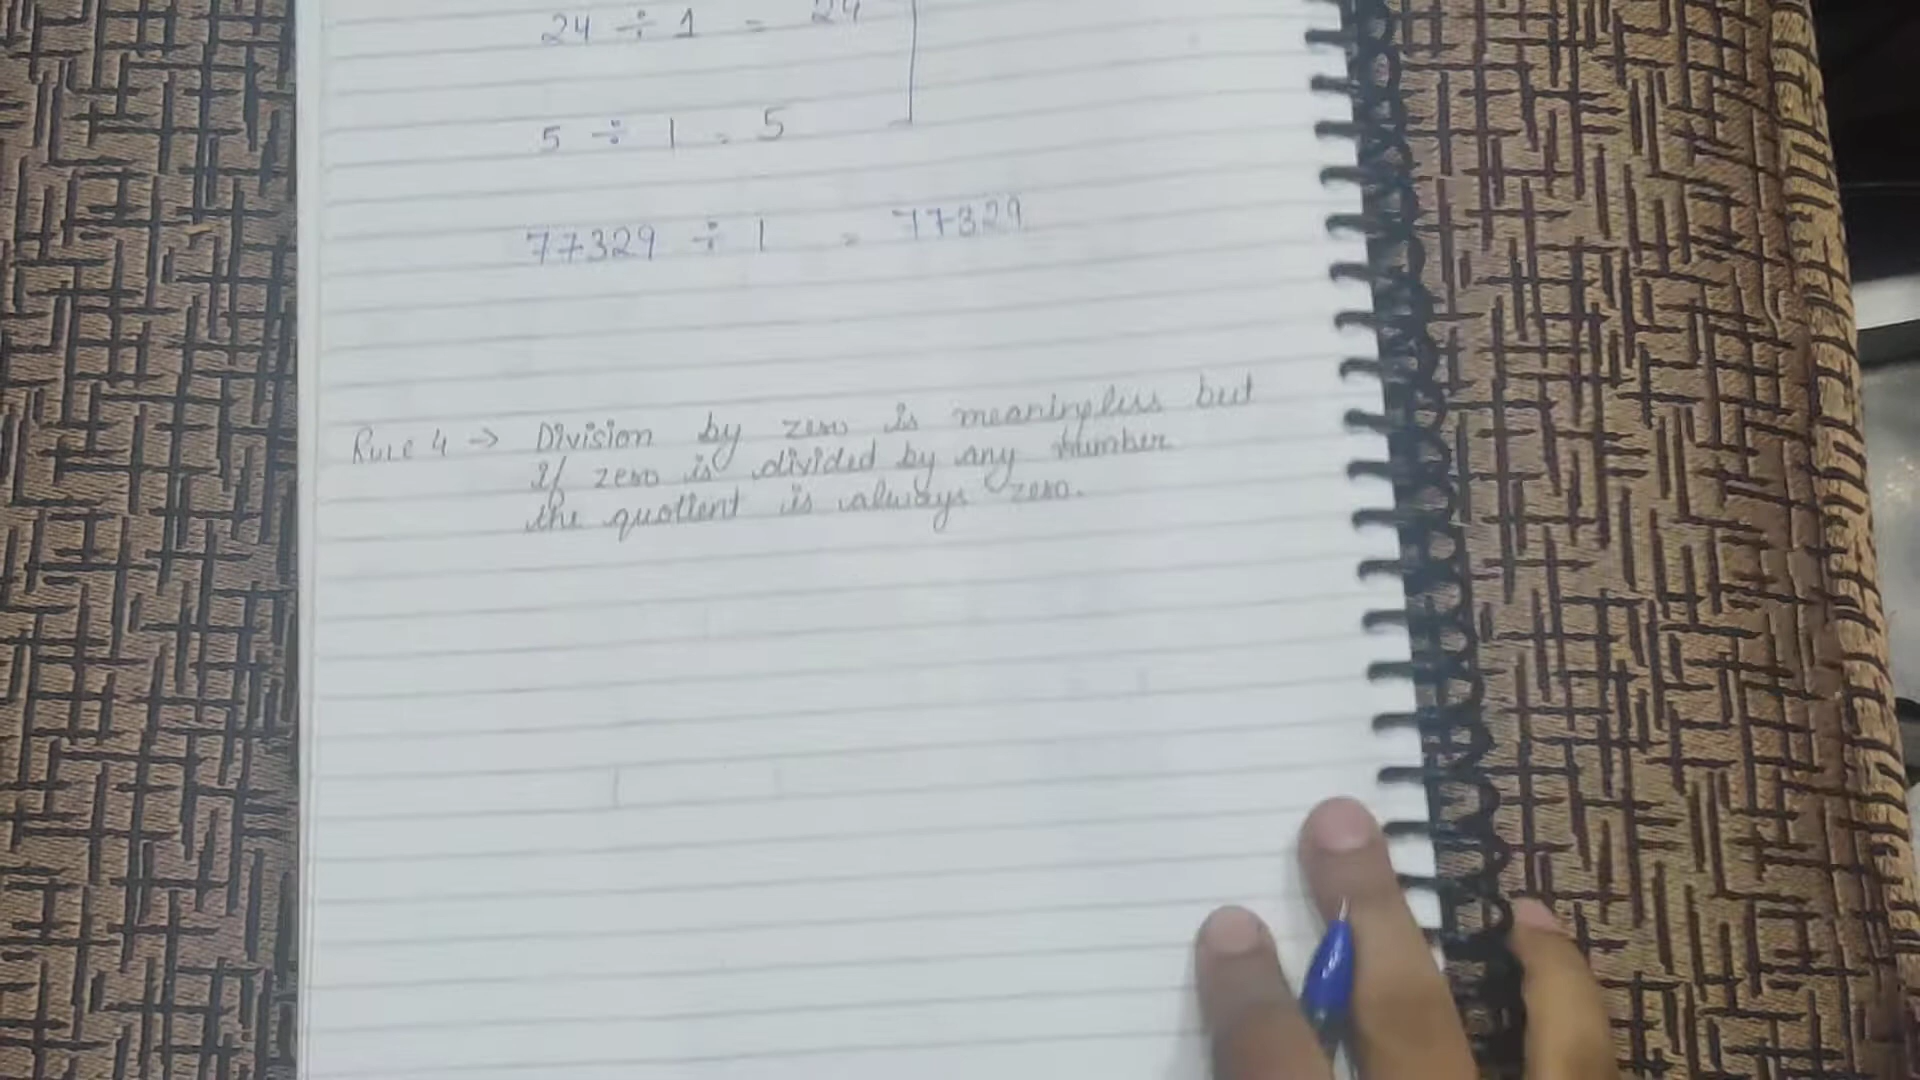 24 ÷ 1 = 24
5 ÷ 1 = 5
77329 ÷ 1 = 77329
Rule 4 → Division by zero is meaningless but
if zero is divided by any number
the quotient is always zero.